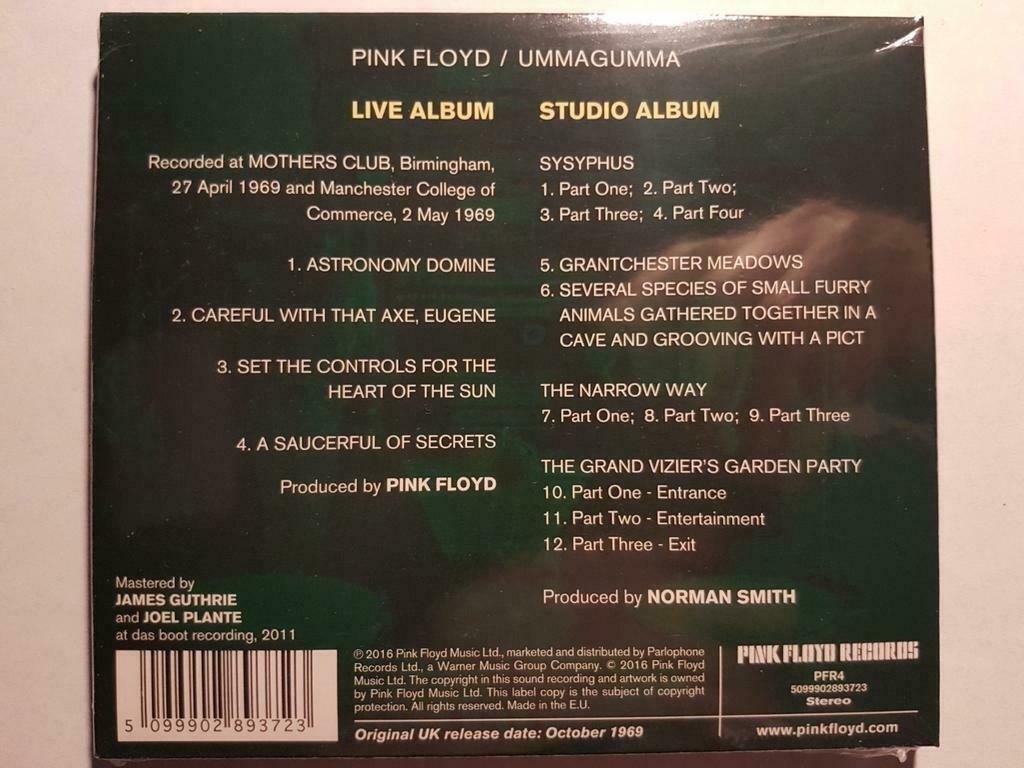 PINK FLOYD / UMMAGUMMA
LIVE ALBUM
Recorded at MOTHERS CLUB, Birmingham,
27 April 1969 and Manchester College of
Commerce, 2 May 1969
1. ASTRONOMY DOMINE
2. CAREFUL WITH THAT AXE, EUGENE
3. SET THE CONTROLS FOR THE
HEART OF THE SUN
4. A SAUCERFUL OF SECRETS
Produced by PINK FLOYD
STUDIO ALBUM
SYSYPHUS
1. Part One; 2. Part Two;
3. Part Three; 4. Part Four
5. GRANTCHESTER MEADOWS
6. SEVERAL SPECIES OF SMALL FURRY
ANIMALS GATHERED TOGETHER IN A
CAVE AND GROOVING WITH A PICT
THE NARROW WAY
7. Part One; 8. Part Two; 9. Part Three
THE GRAND VIZIER'S GARDEN PARTY
10. Part One - Entrance
11. Part Two - Entertainment
12. Part Three - Exit
Produced by NORMAN SMITH
Mastered by
JAMES GUTHRIE
and JOEL PLANTE
at das boot recording, 2011
5 099902 893723
℗ 2016 Pink Floyd Music Ltd., marketed and distributed by Parlophone
Records Ltd., a Warner Music Group Company. © 2016 Pink Floyd
Music Ltd. The copyright in this sound recording and artwork is owned
by Pink Floyd Music Ltd. This label copy is the subject of copyright
protection. All rights reserved. Made in the E.U.
Original UK release date: October 1969
PINK FLOYD RECORDS
PFR4
5099902893723
Stereo
www.pinkfloyd.com